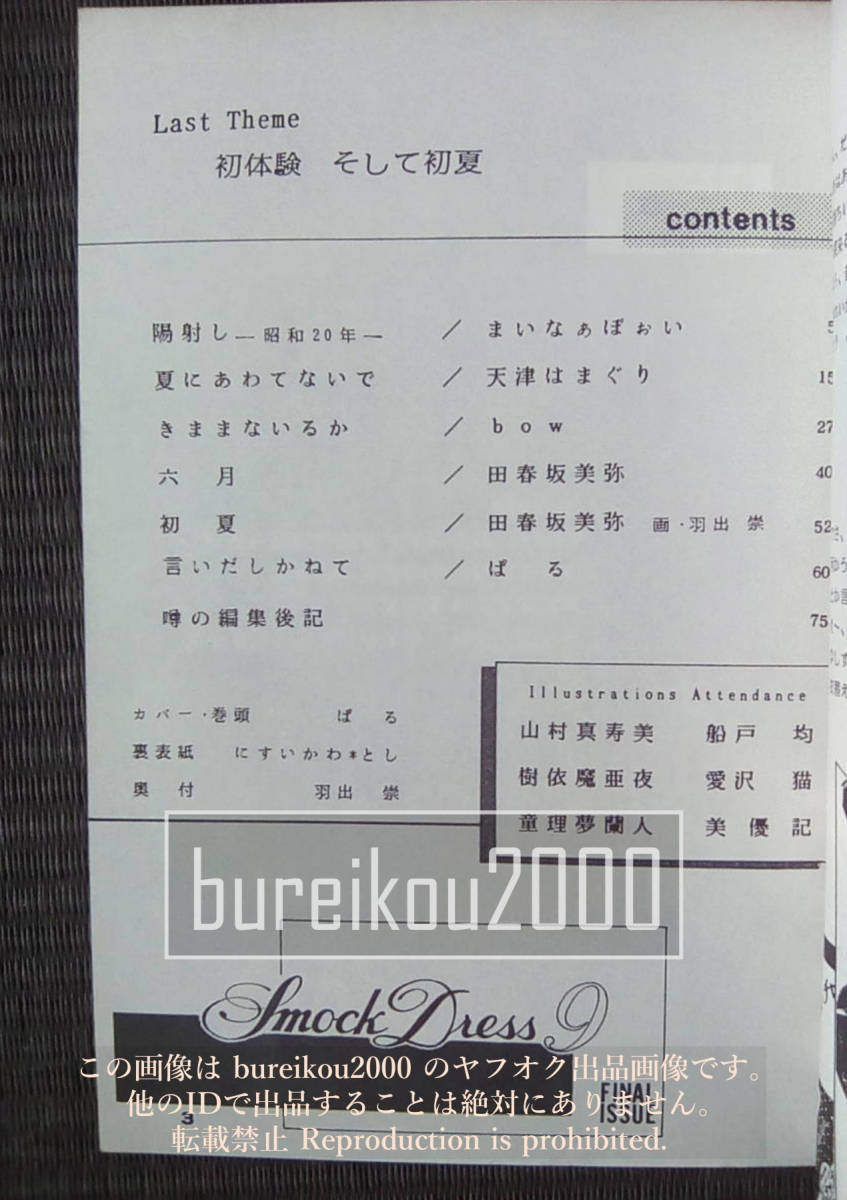 Last Theme
初体験 そして初夏
contents
陽射し—昭和20年— / まいなぁぼぉい 5
夏にあわてないで / 天津はまぐり 15
きままないるか / bow 27
六月 / 田春坂美弥 40
初夏 / 田春坂美弥 画・羽出 崇 52
言いだしかねて / ぱる 60
噂の編集後記 75
カバー・巻頭 ぱる
裏表紙 にすいかわ*とし
奥付 羽出 崇
Illustrations Attendance
山村真寿美 船戸 均
樹依魔亜夜 愛沢 猫
童理夢蘭人 美優記
bureikou2000
Smock Dress 9
FINAL
ISSUE
3
この画像は bureikou2000 のヤフオク出品画像です。
他のIDで出品することは絶対にありません。
転載禁止 Reproduction is prohibited.